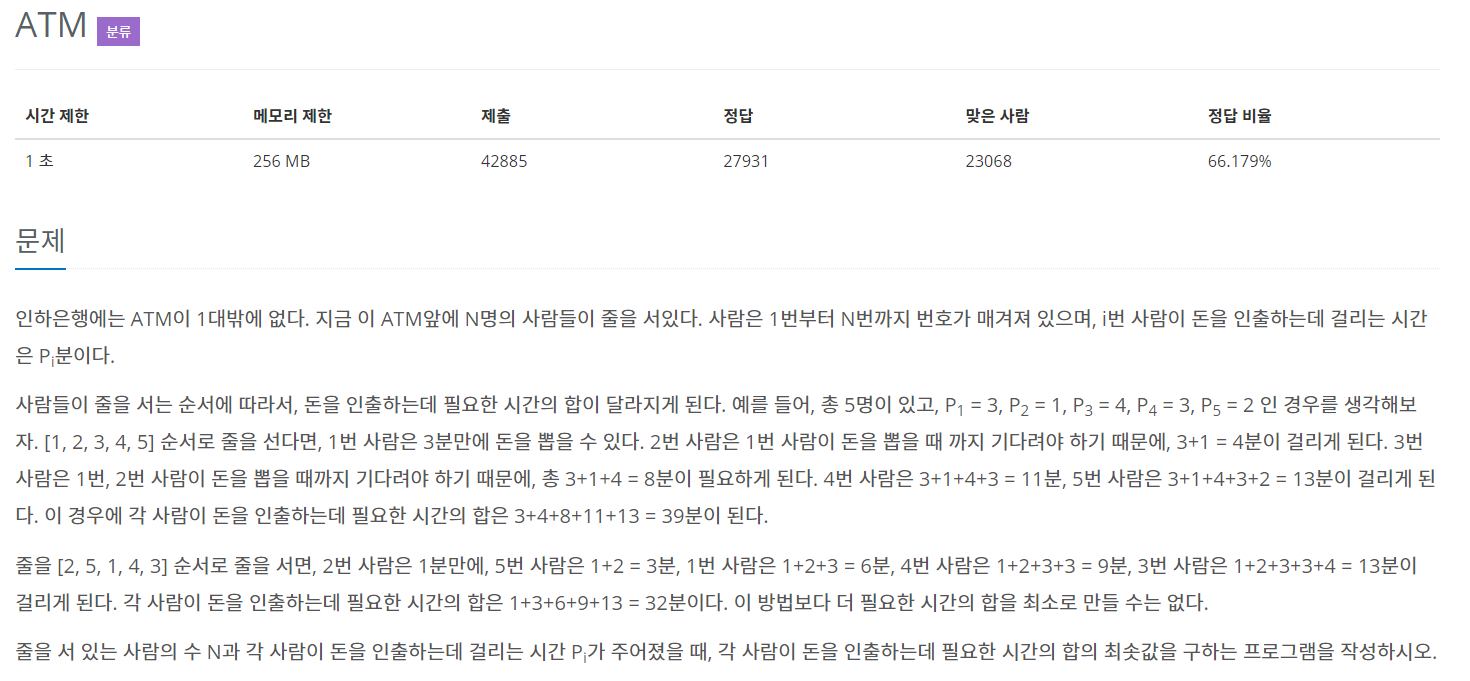 ATM 분류
시간 제한 메모리 제한 제출 정답 맞은 사람 정답 비율
1 초 256 MB 42885 27931 23068 66.179%
문제
인하은행에는 ATM이 1대밖에 없다. 지금 이 ATM앞에 N명의 사람들이 줄을 서있다. 사람은 1번부터 N번까지 번호가 매겨져 있으며, i번 사람이 돈을 인출하는데 걸리는 시간
은 Pi분이다.
사람들이 줄을 서는 순서에 따라서, 돈을 인출하는데 필요한 시간의 합이 달라지게 된다. 예를 들어, 총 5명이 있고, P1 = 3, P2 = 1, P3 = 4, P4 = 3, P5 = 2 인 경우를 생각해보
자. [1, 2, 3, 4, 5] 순서로 줄을 선다면, 1번 사람은 3분만에 돈을 뽑을 수 있다. 2번 사람은 1번 사람이 돈을 뽑을 때 까지 기다려야 하기 때문에, 3+1 = 4분이 걸리게 된다. 3번
사람은 1번, 2번 사람이 돈을 뽑을 때까지 기다려야 하기 때문에, 총 3+1+4 = 8분이 필요하게 된다. 4번 사람은 3+1+4+3 = 11분, 5번 사람은 3+1+4+3+2 = 13분이 걸리게 된
다. 이 경우에 각 사람이 돈을 인출하는데 필요한 시간의 합은 3+4+8+11+13 = 39분이 된다.
줄을 [2, 5, 1, 4, 3] 순서로 줄을 서면, 2번 사람은 1분만에, 5번 사람은 1+2 = 3분, 1번 사람은 1+2+3 = 6분, 4번 사람은 1+2+3+3 = 9분, 3번 사람은 1+2+3+3+4 = 13분이
걸리게 된다. 각 사람이 돈을 인출하는데 필요한 시간의 합은 1+3+6+9+13 = 32분이다. 이 방법보다 더 필요한 시간의 합을 최소로 만들 수는 없다.
줄을 서 있는 사람의 수 N과 각 사람이 돈을 인출하는데 걸리는 시간 Pi가 주어졌을 때, 각 사람이 돈을 인출하는데 필요한 시간의 합의 최솟값을 구하는 프로그램을 작성하시오.